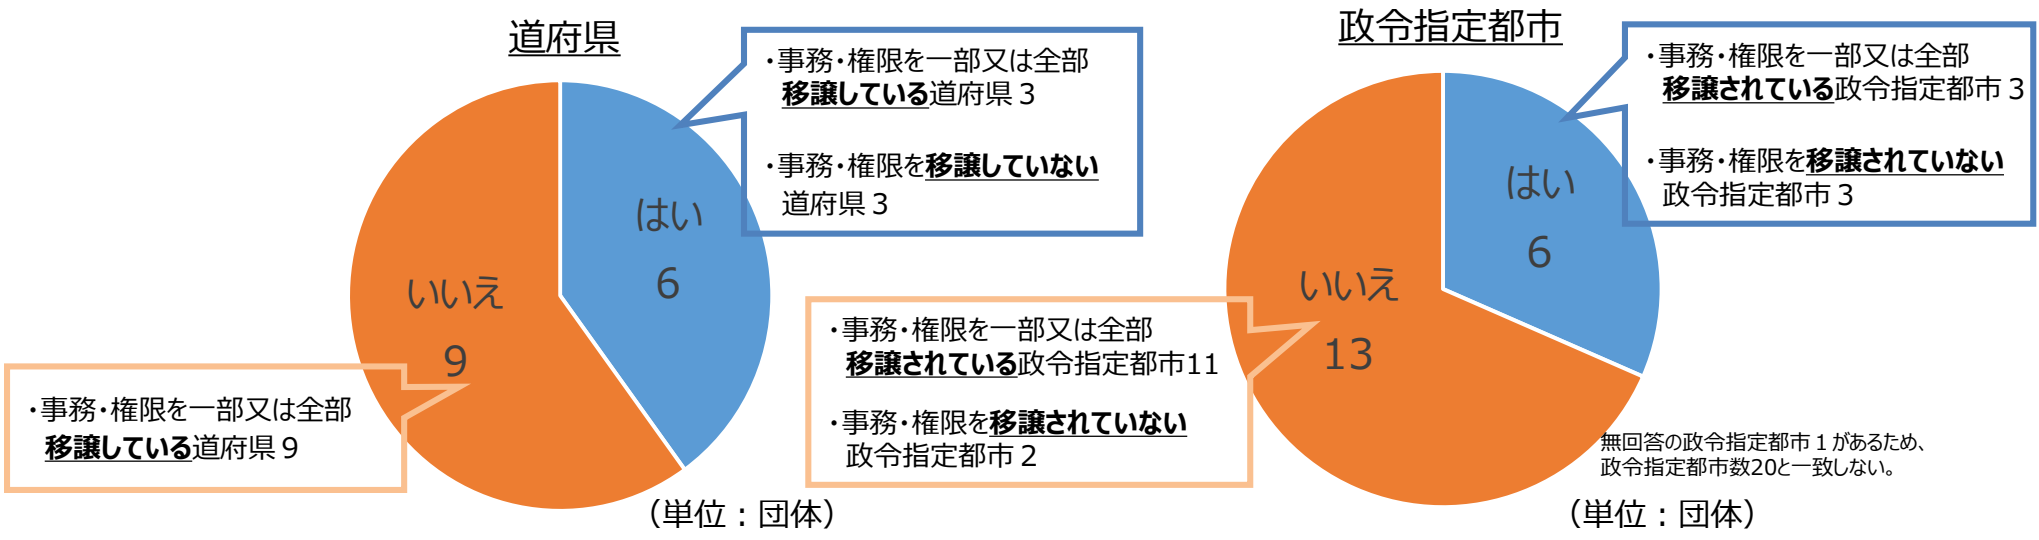 道府県
・事務・権限を一部又は全部
移譲している道府県３
・事務・権限を移譲していない
道府県３
はい
6
いいえ
9
・事務・権限を一部又は全部
移譲している道府県９
（単位：団体）
政令指定都市
・事務・権限を一部又は全部
移譲されている政令指定都市３
・事務・権限を移譲されていない
政令指定都市３
はい
6
いいえ
13
・事務・権限を一部又は全部
移譲されている政令指定都市11
・事務・権限を移譲されていない
政令指定都市２
無回答の政令指定都市１があるため、
政令指定都市数20と一致しない。
（単位：団体）